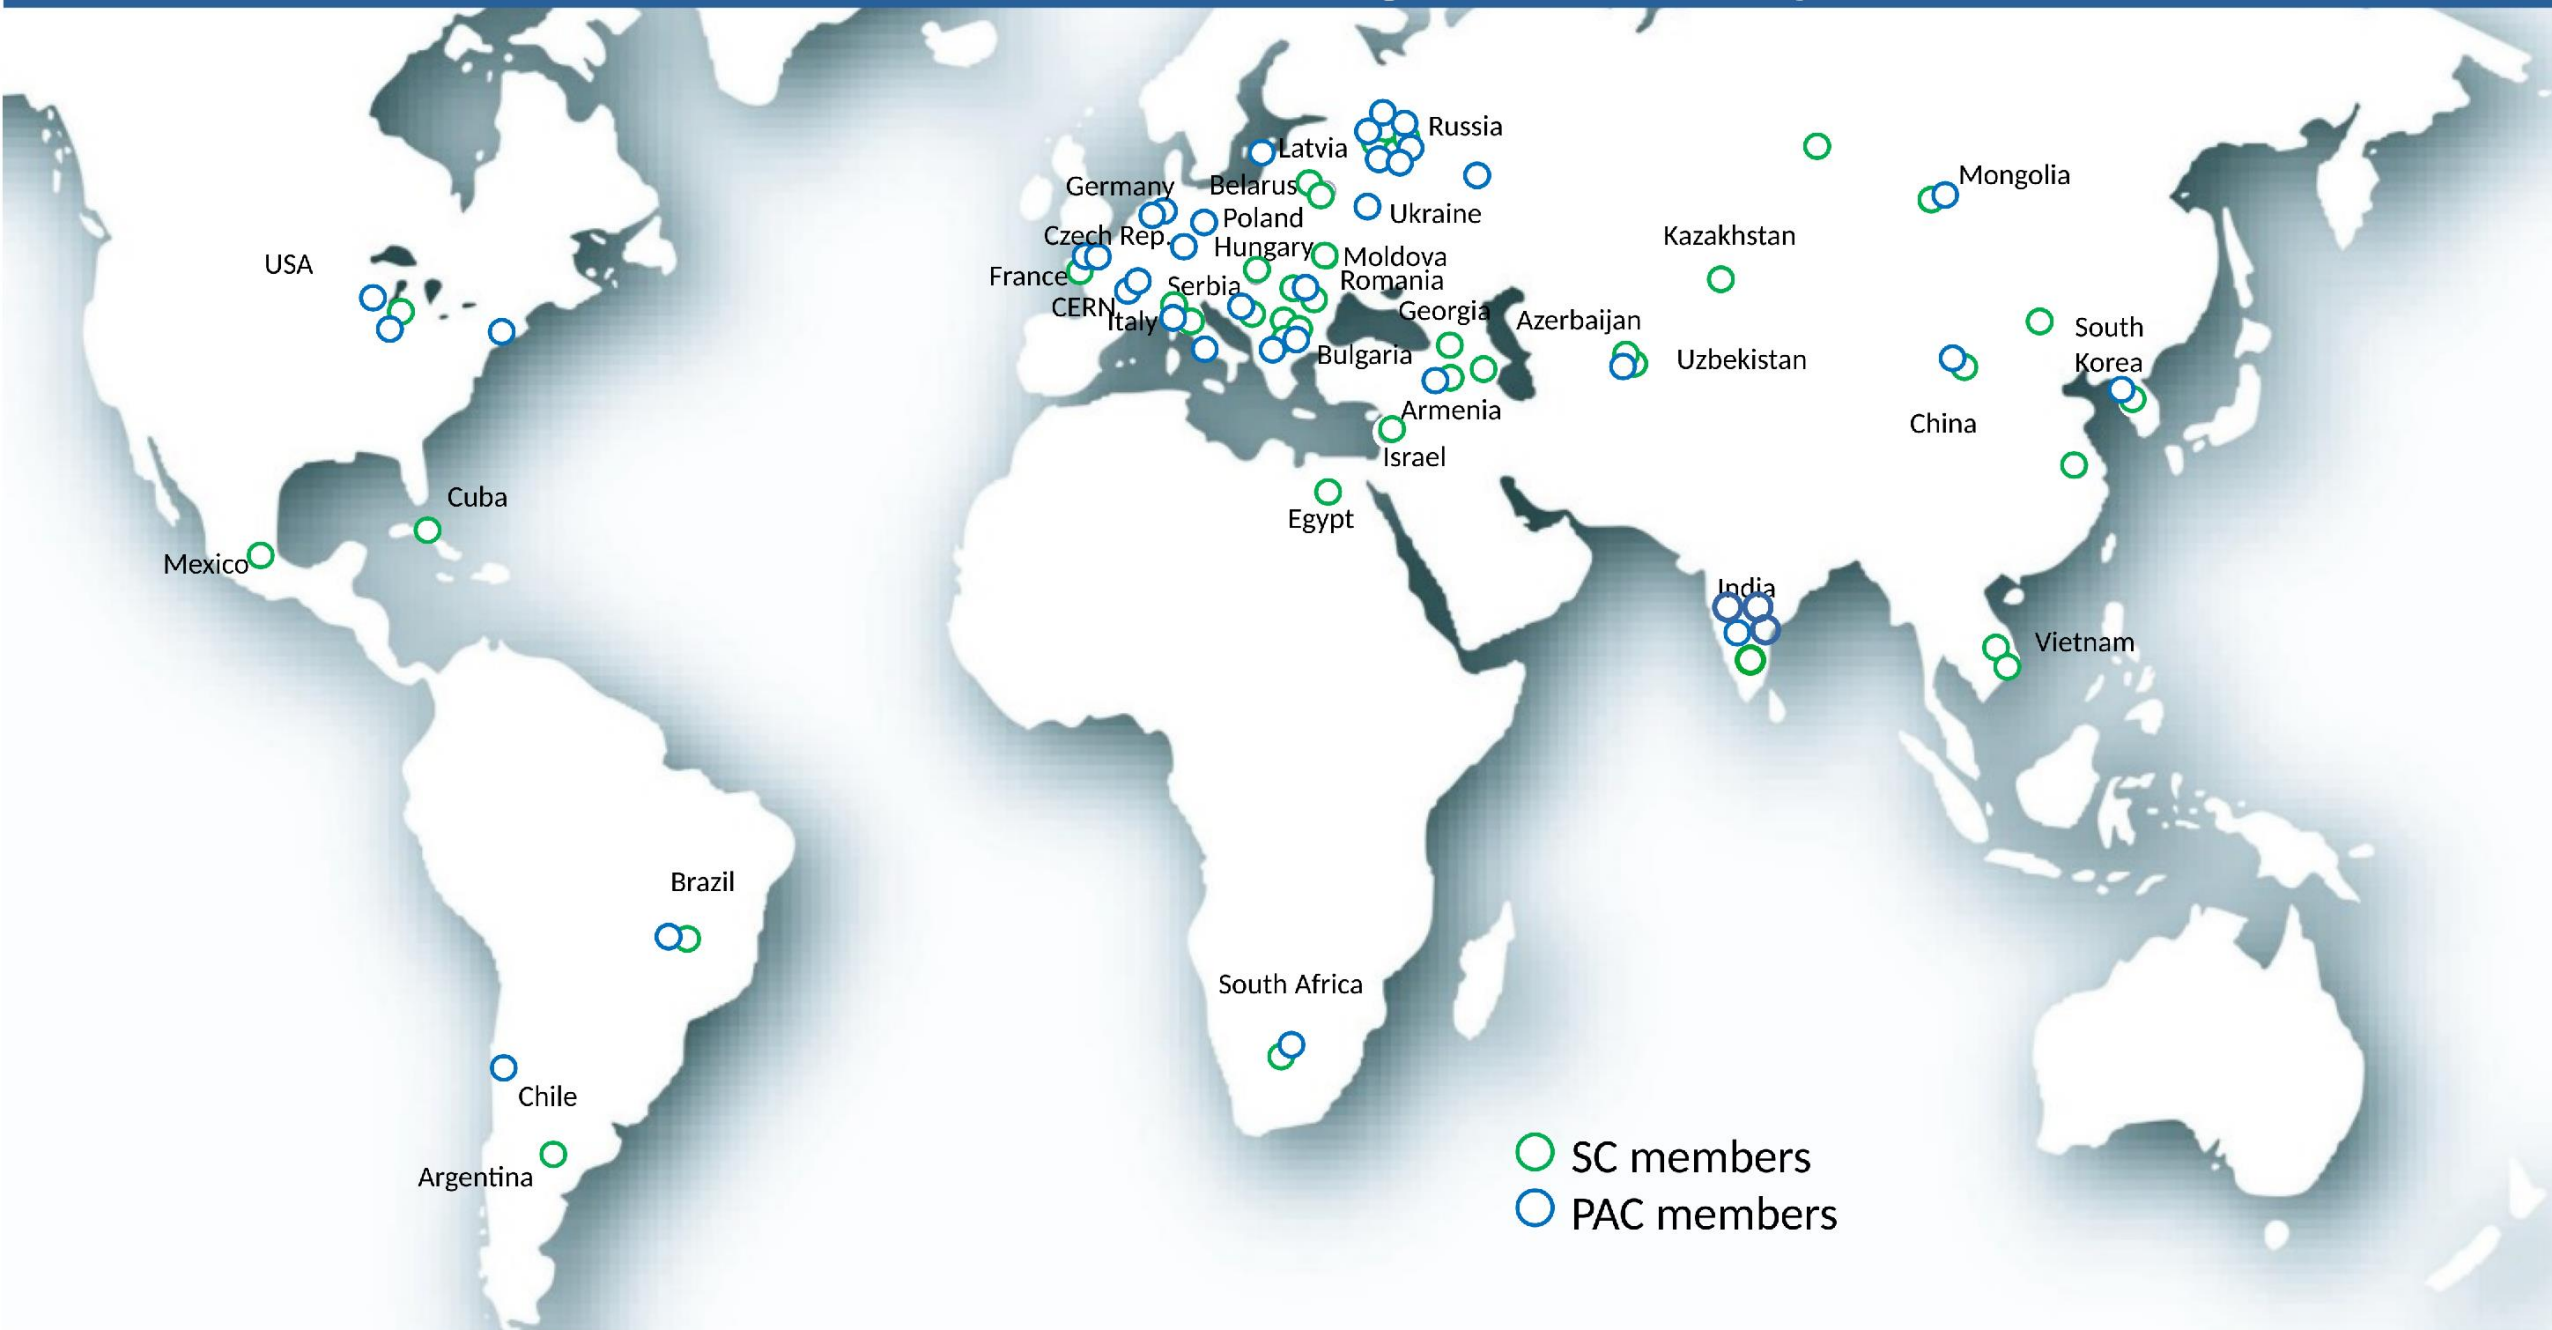 Russia
Latvia
Mongolia
Germany
Belarus
Poland
Ukraine
Czech Rep.
Hungary
Kazakhstan
Moldova
USA
France
Serbia
Romania
CERN
Georgia
Italy
Azerbaijan
South
Korea
Bulgaria
Uzbekistan
Armenia
China
Israel
Cuba
Egypt
Mexico
India
Vietnam
Brazil
South Africa
Chile
Argentina
SC members
PAC members